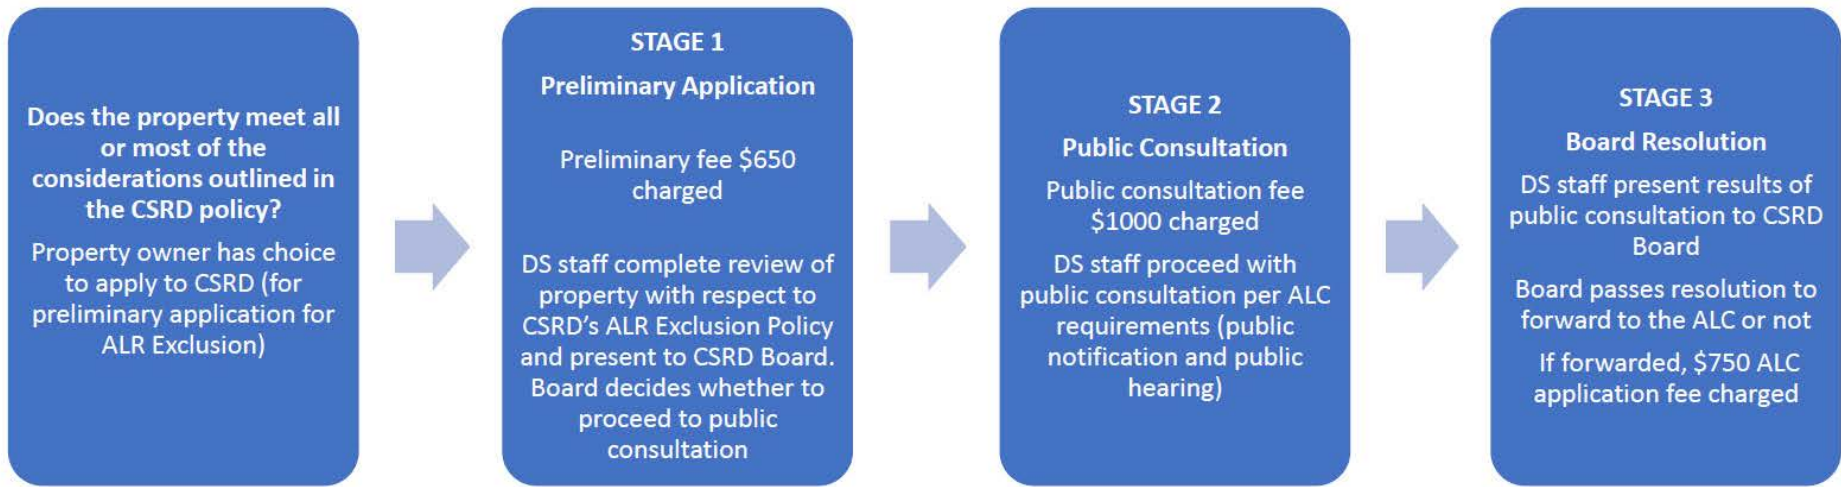 Does the property meet all
or most of the
considerations outlined in
the CSRD policy?
Property owner has choice
to apply to CSRD (for
preliminary application for
ALR Exclusion)
STAGE 1
Preliminary Application
Preliminary fee $650
charged
DS staff complete review of
property with respect to
CSRD's ALR Exclusion Policy
and present to CSRD Board.
Board decides whether to
proceed to public
consultation
STAGE 2
Public Consultation
Public consultation fee
$1000 charged
DS staff proceed with
public consultation per ALC
requirements (public
notification and public
hearing)
STAGE 3
Board Resolution
DS staff present results of
public consultation to CSRD
Board
Board passes resolution to
forward to the ALC or not
If forwarded, $750 ALC
application fee charged